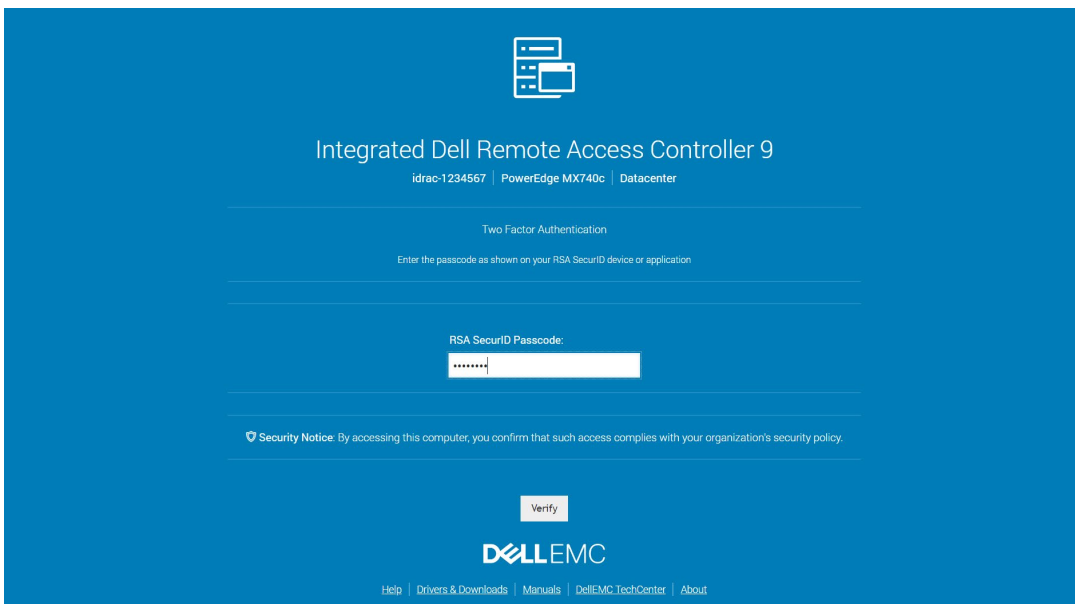 Integrated Dell Remote Access Controller 9
idrac-1234567 | PowerEdge MX740c | Datacenter
Two Factor Authentication
Enter the passcode as shown on your RSA SecurID device or application
RSA SecurID Passcode:
••••••••
Security Notice: By accessing this computer, you confirm that such access complies with your organization's security policy.
Verify
DELLEMC
Help | Drivers & Downloads | Manuals | DellEMC TechCenter | About